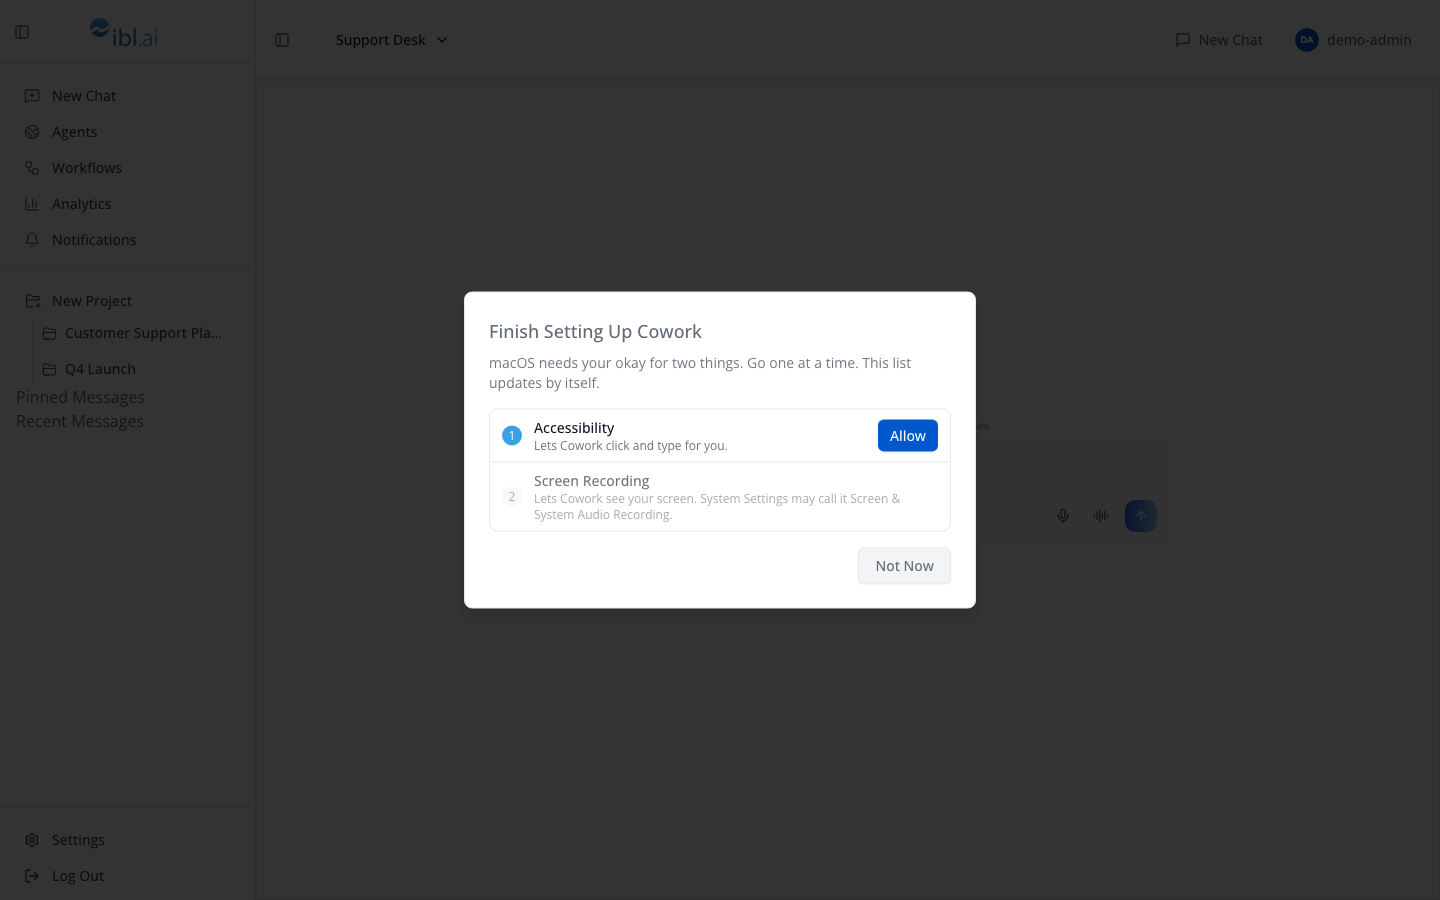 ibl.ai
Support Desk
New Chat
DA
demo-admin
New Chat
Agents
Workflows
Analytics
Notifications
New Project
Customer Support Pla...
Q4 Launch
Pinned Messages
Recent Messages
Finish Setting Up Cowork
macOS needs your okay for two things. Go one at a time. This list
updates by itself.
1
Accessibility
Lets Cowork click and type for you.
Allow
2
Screen Recording
Lets Cowork see your screen. System Settings may call it Screen &
System Audio Recording.
Not Now
Settings
Log Out